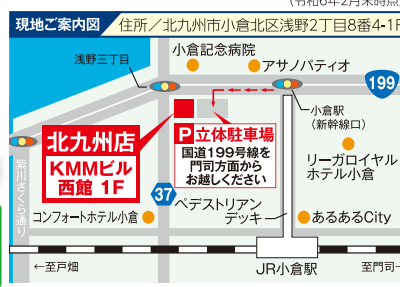 (令和6年2月末時点)
現地ご案内図
住所／北九州市小倉北区浅野2丁目8番4-1F
浅野三丁目
小倉記念病院
アサノパティオ
199
小倉駅
(新幹線口)
北九州店
KMMビル
西館 1F
P立体駐車場
国道199号線を
門司方面から
お越しください
リーガロイヤル
ホテル小倉
紫川さくら通り
37
ペデストリアン
デッキ
コンフォートホテル小倉
あるあるCity
←至戸畑
JR小倉駅
至門司→